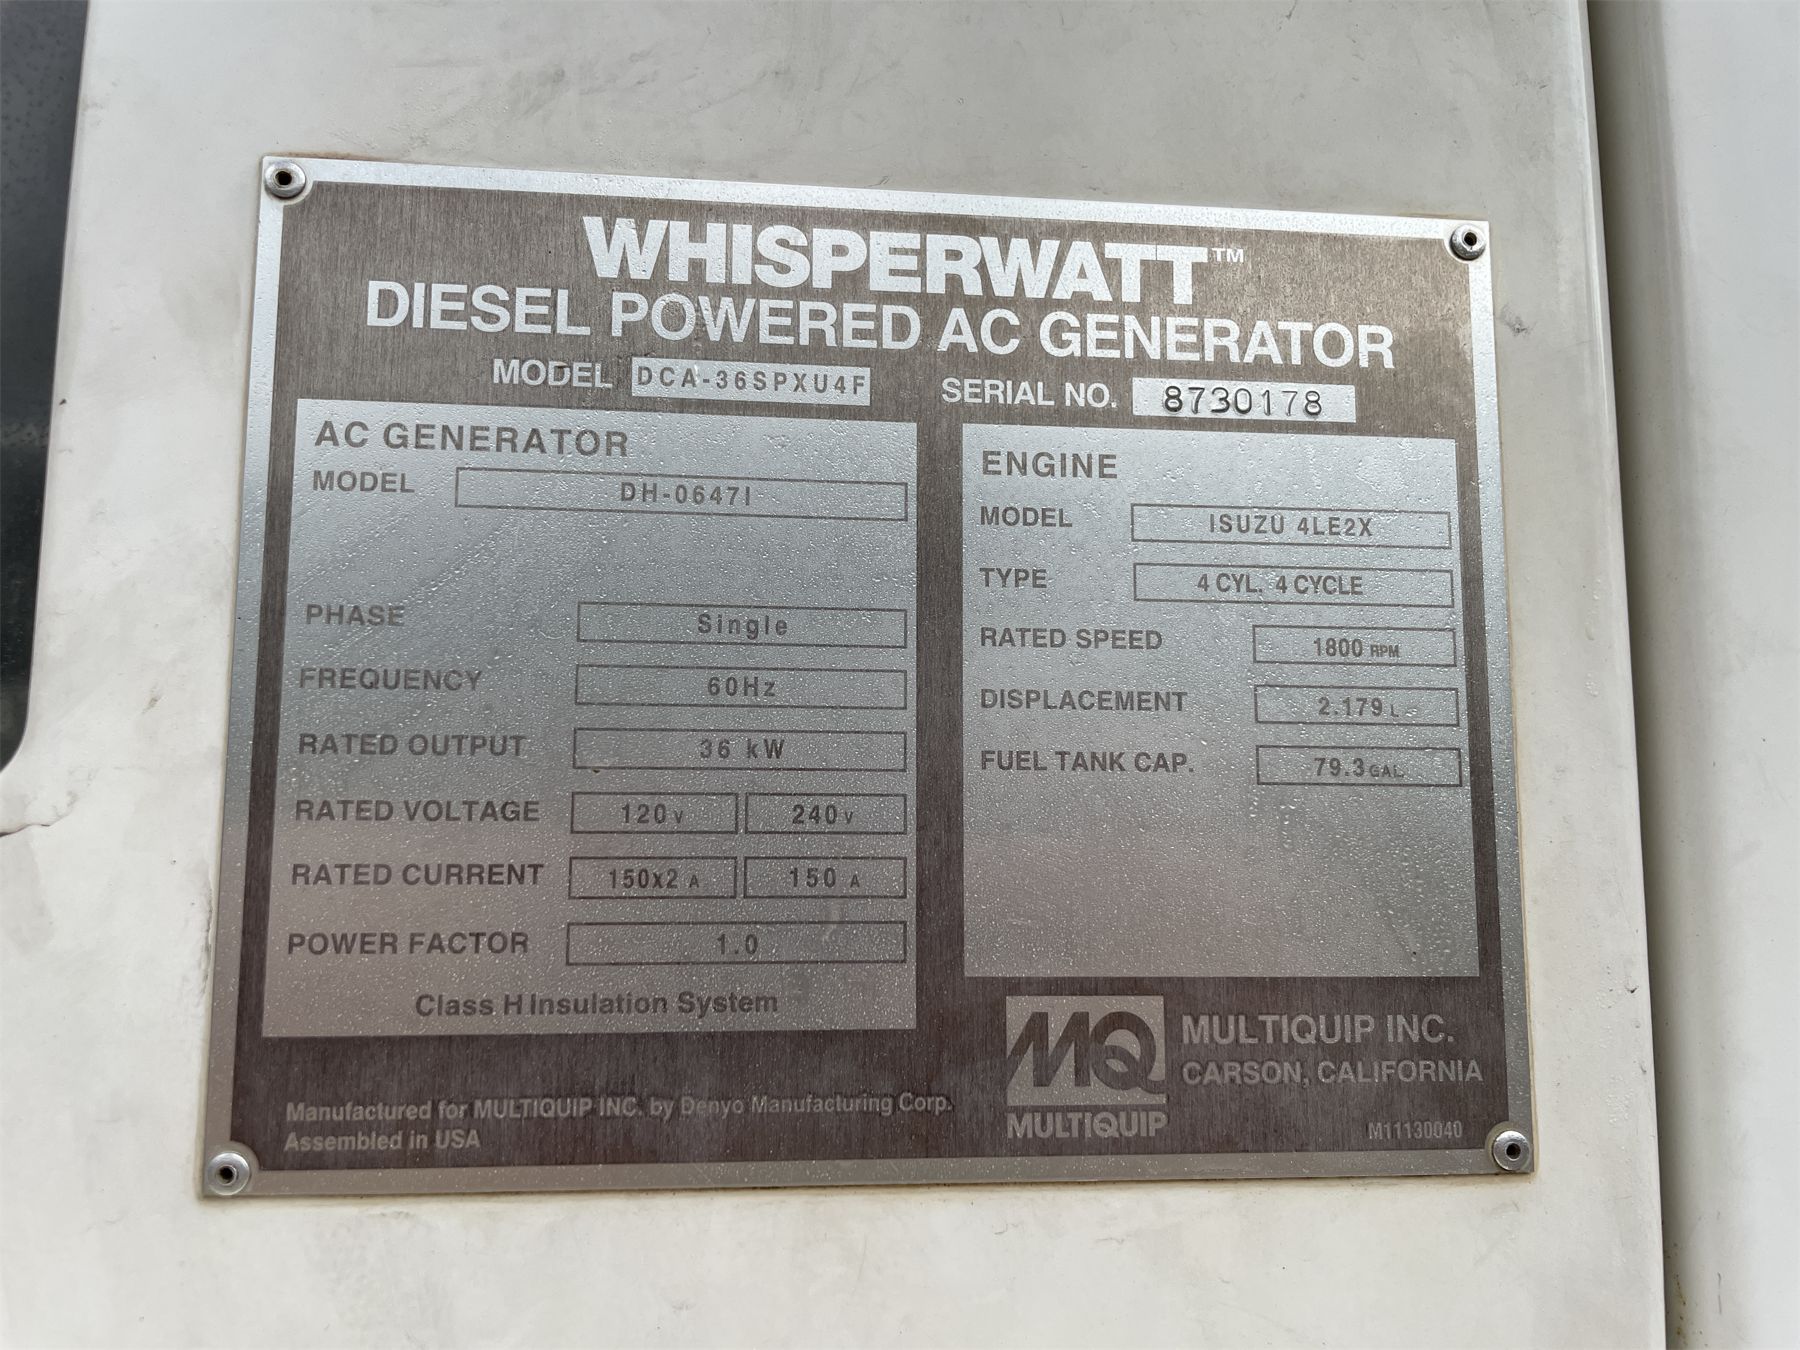 WHISPERWATT™
DIESEL POWERED AC GENERATOR
MODEL DCA-36SPXU4F SERIAL NO. 8730178
AC GENERATOR
MODEL DH-0647I
PHASE Single
FREQUENCY 60Hz
RATED OUTPUT 36 kW
RATED VOLTAGE 120 V 240 V
RATED CURRENT 150x2 A 150 A
POWER FACTOR 1.0
Class H Insulation System
ENGINE
MODEL ISUZU 4LE2X
TYPE 4 CYL. 4 CYCLE
RATED SPEED 1800 RPM
DISPLACEMENT 2.179 L
FUEL TANK CAP. 79.3 GAL.
Manufactured for MULTIQUIP INC. by Denyo Manufacturing Corp.
Assembled in USA
MQ
MULTIQUIP
MULTIQUIP INC.
CARSON, CALIFORNIA
M11130040